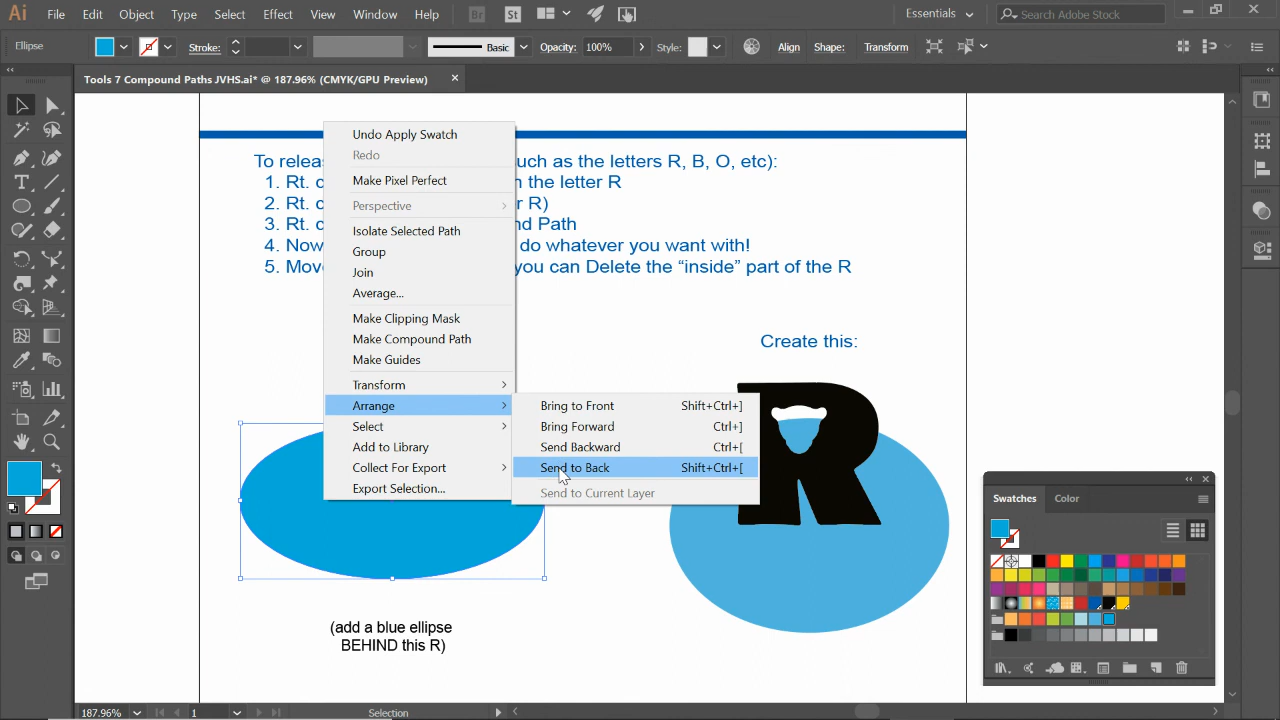 Ai File Edit Object Type Select Effect View Window Help Br St Essentials Search Adobe Stock
Ellipse Stroke: Basic Opacity: 100% Style: Align Shape: Transform
Tools 7 Compound Paths JVHS.ai* @ 187.96% (CMYK/GPU Preview)
To relea uch as the letters R, B, O, etc):
1. Rt. c n the letter R
2. Rt. c r R)
3. Rt. c nd Path
4. Now do whatever you want with!
5. Move you can Delete the “inside” part of the R
Undo Apply Swatch
Redo
Make Pixel Perfect
Perspective
Isolate Selected Path
Group
Join
Average...
Make Clipping Mask
Make Compound Path
Make Guides
Transform
Arrange
Select
Add to Library
Collect For Export
Export Selection...
Bring to Front Shift+Ctrl+]
Bring Forward Ctrl+]
Send Backward Ctrl+[
Send to Back Shift+Ctrl+[
Send to Current Layer
Create this:
R
(add a blue ellipse
BEHIND this R)
Swatches Color
187.96% 1 Selection